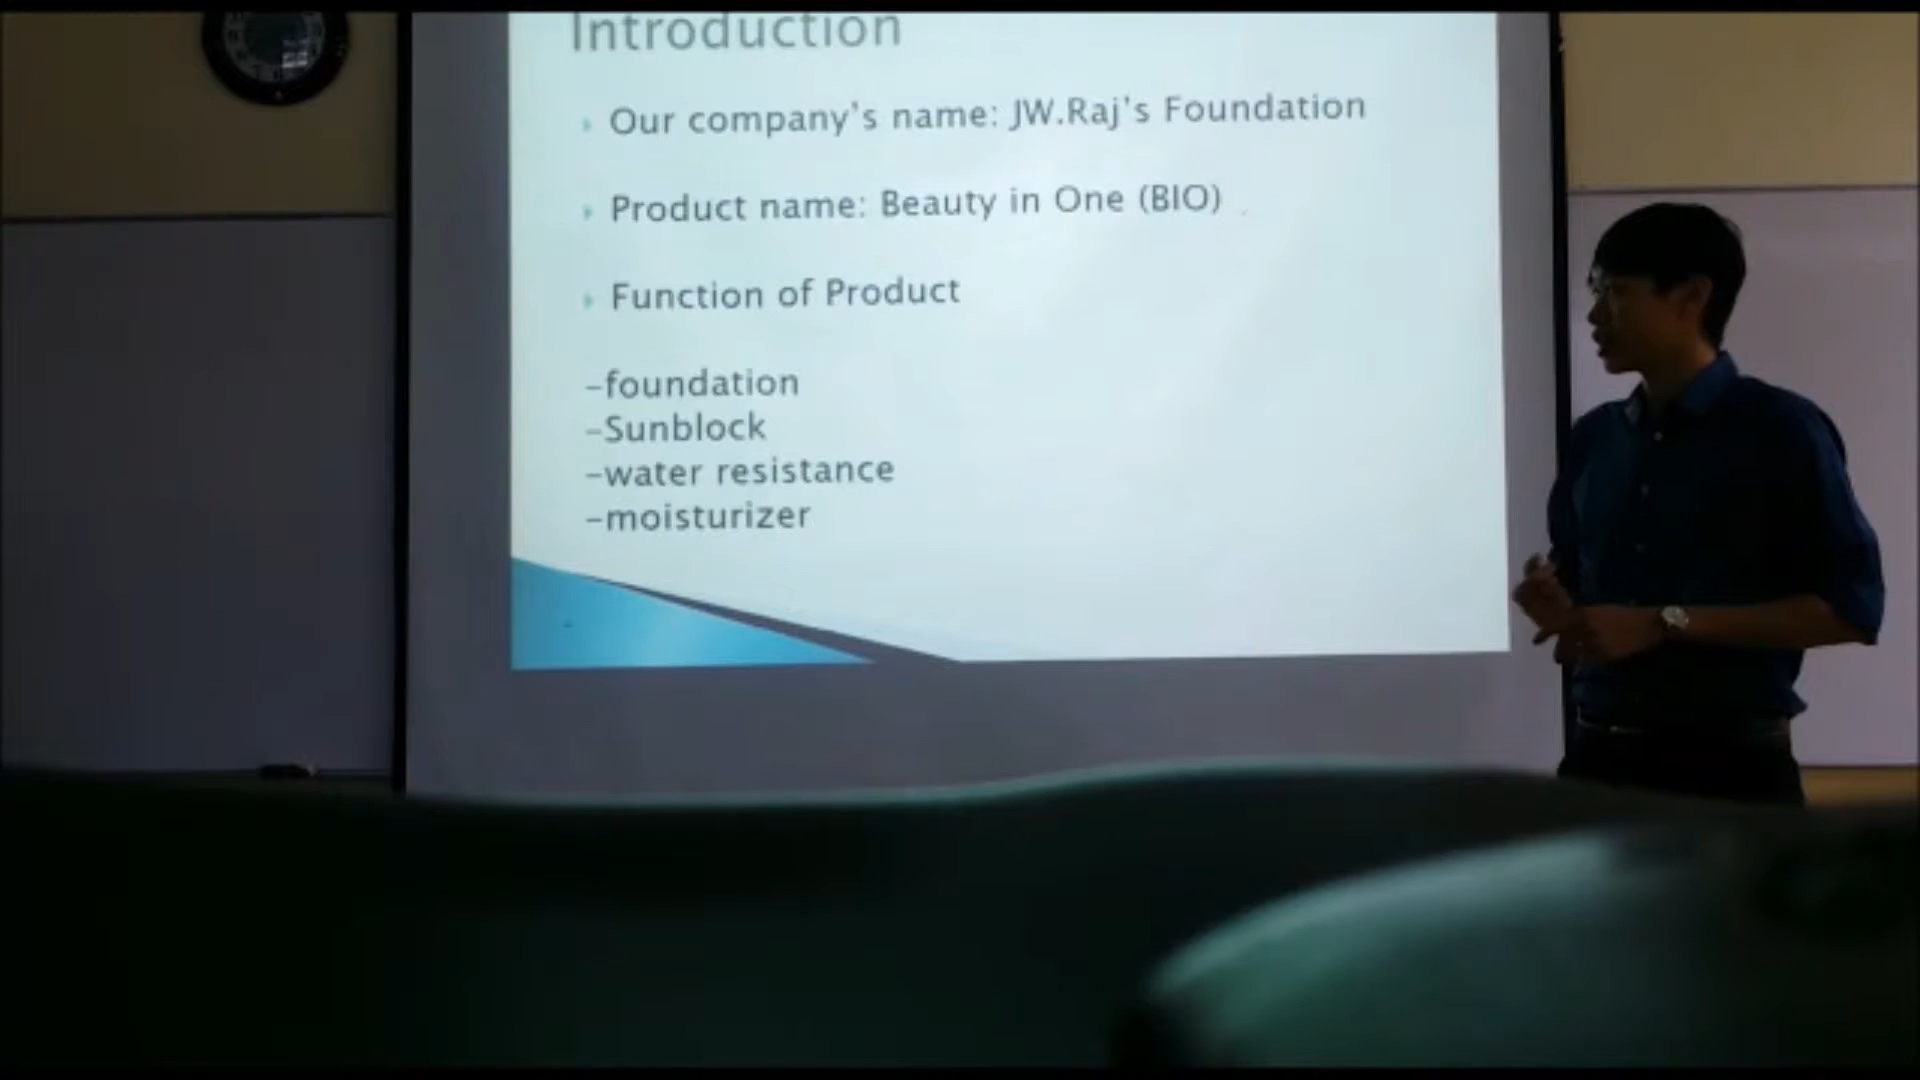 Introduction
Our company's name: JW.Raj's Foundation
Product name: Beauty in One (BIO)
Function of Product
-foundation
-Sunblock
-water resistance
-moisturizer